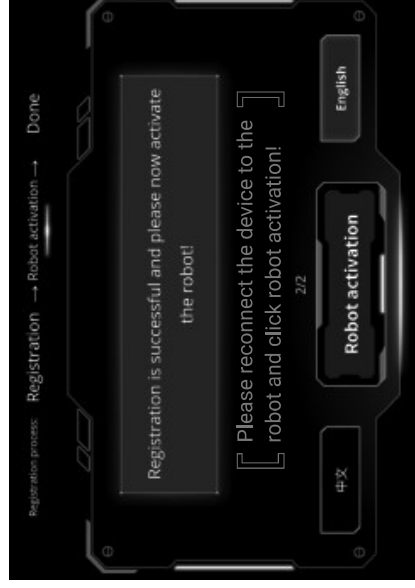 Registration process: Registration → Robot activation → Done
Registration is successful and please now activate
the robot!
Please reconnect the device to the
robot and click robot activation!
2/2
中文
Robot activation
English